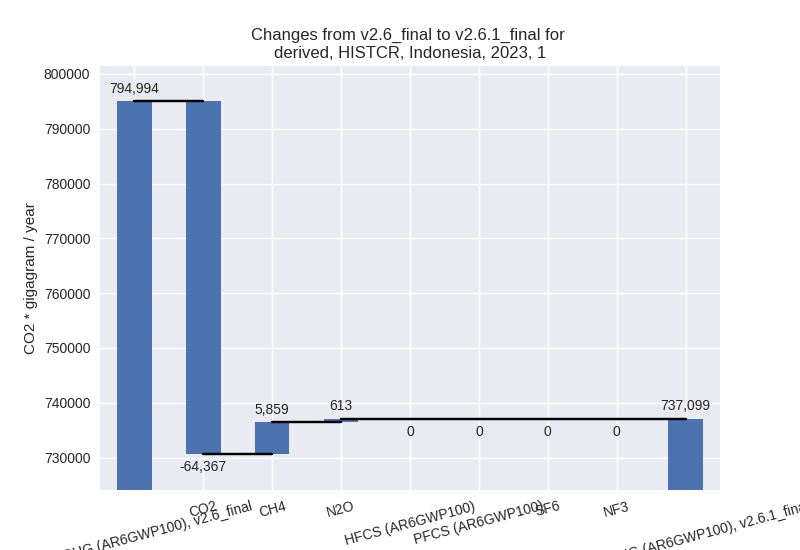 Changes from v2.6_final to v2.6.1_final for
derived, HISTCR, Indonesia, 2023, 1
CO2 * gigagram / year
800000
790000
780000
770000
760000
750000
740000
730000
794,994
-64,367
5,859
613
0
0
0
0
737,099
(AR6GWP100), v2.6_final
CO2
CH4
N2O
HFCS (AR6GWP100)
PFCS (AR6GWP100)
SF6
NF3
(AR6GWP100), v2.6.1_fina